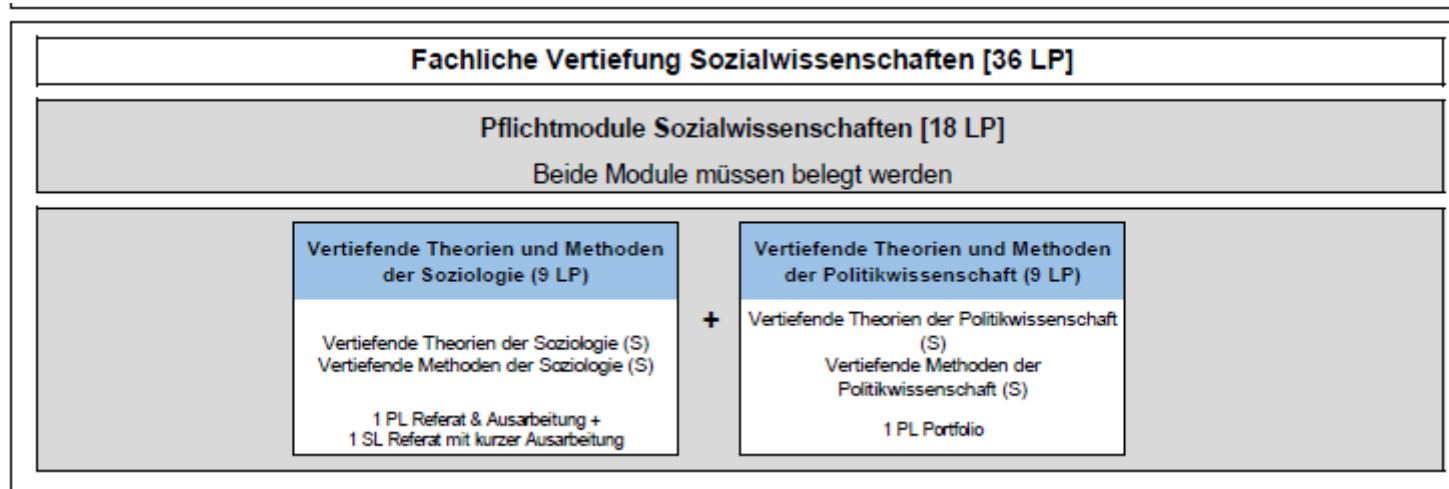 Fachliche Vertiefung Sozialwissenschaften [36 LP]
Pflichtmodule Sozialwissenschaften [18 LP]
Beide Module müssen belegt werden
Vertiefende Theorien und Methoden
der Soziologie (9 LP)
Vertiefende Theorien der Soziologie (S)
Vertiefende Methoden der Soziologie (S)
1 PL Referat & Ausarbeitung +
1 SL Referat mit kurzer Ausarbeitung
+
Vertiefende Theorien und Methoden
der Politikwissenschaft (9 LP)
Vertiefende Theorien der Politikwissenschaft
(S)
Vertiefende Methoden der
Politikwissenschaft (S)
1 PL Portfolio